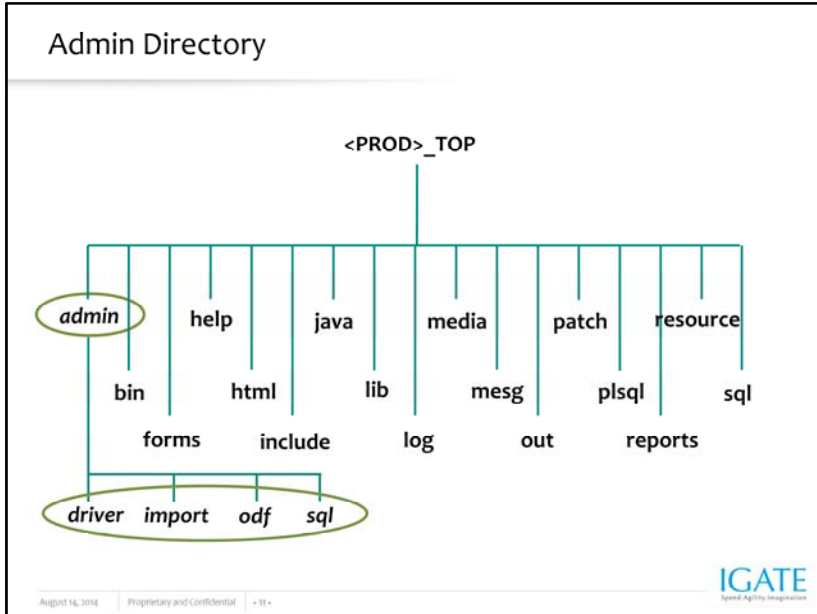 Admin Directory
<PROD>_TOP
admin help java media patch resource
bin html lib mesg plsql sql
forms include log out reports
driver import odf sql
August 14, 2014 Proprietary and Confidential - 11 -
IGATE
Speed.Agility.Imagination